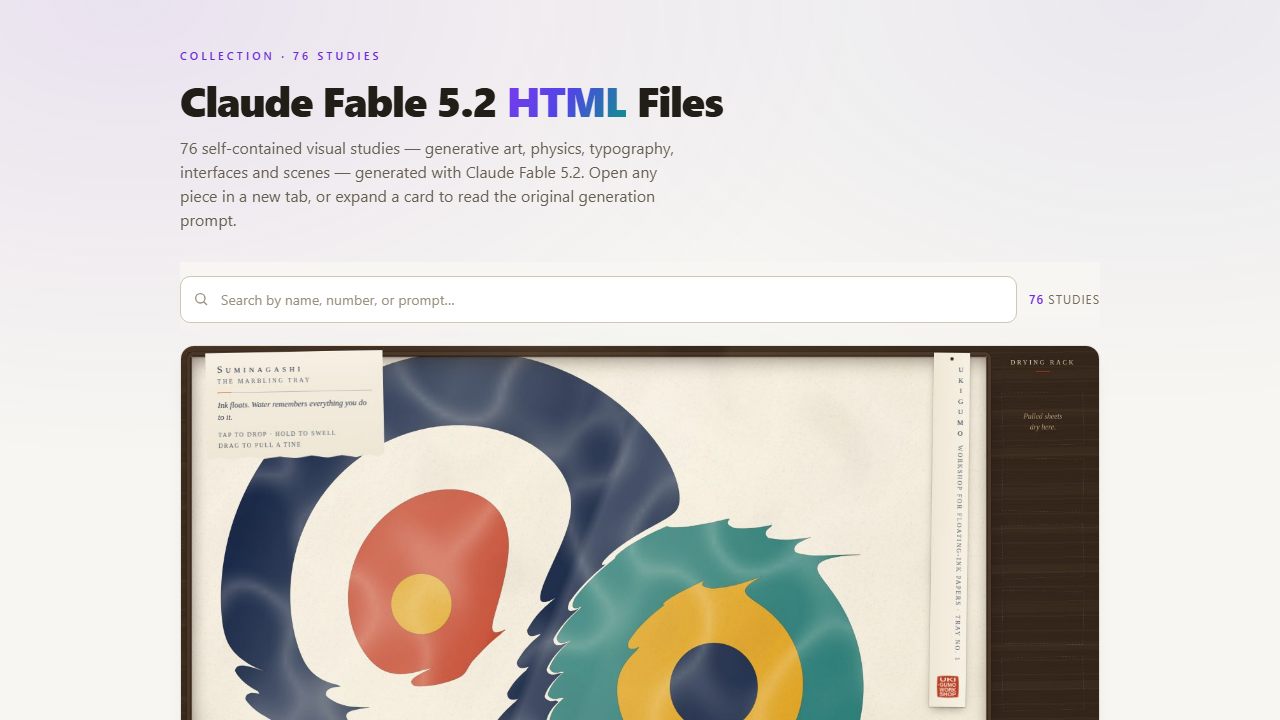 COLLECTION · 76 STUDIES
Claude Fable 5.2 HTML Files
76 self-contained visual studies — generative art, physics, typography,
interfaces and scenes — generated with Claude Fable 5.2. Open any
piece in a new tab, or expand a card to read the original generation
prompt.
Search by name, number, or prompt...
76 STUDIES
SUMINAGASHI
THE MARBLING TRAY
Ink floats. Water remembers everything you do
to it.
TAP TO DROP · HOLD TO SWELL
DRAG TO PULL A TINE
UKIGUMO WORKSHOP FOR FLOATING-INK PAPERS · TRAY NO. 1
UKI
GUMO
WORK
SHOP
DRYING RACK
Pulled sheets
dry here.